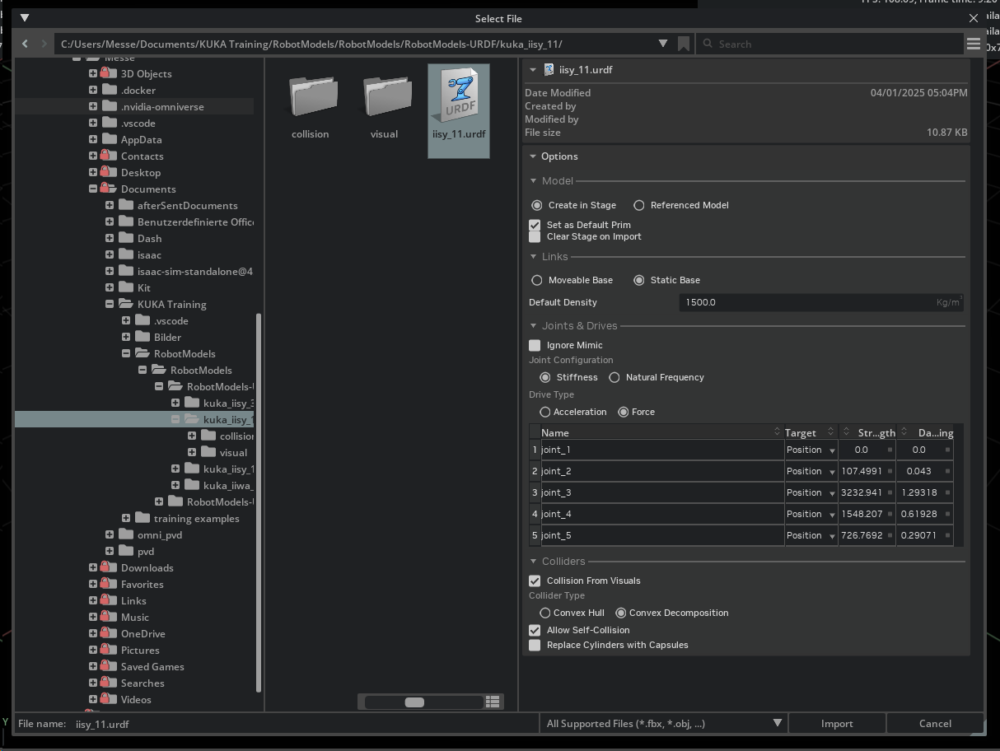 Select File
C:/Users/Messe/Documents/KUKA Training/RobotModels/RobotModels/RobotModels-URDF/kuka_iisy_11/
Search
Messe
3D Objects
.docker
.nvidia-omniverse
.vscode
AppData
Contacts
Desktop
Documents
afterSentDocuments
Benutzerdefinierte Offic
Dash
isaac
isaac-sim-standalone@4
Kit
KUKA Training
.vscode
Bilder
RobotModels
RobotModels
RobotModels-U
kuka_iisy_3
kuka_iisy_1
collision
visual
kuka_iisy_1
kuka_iiwa_
RobotModels-U
training examples
omni_pvd
pvd
Downloads
Favorites
Links
Music
OneDrive
Pictures
Saved Games
Searches
Videos
collision
visual
URDF
iisy_11.urdf
iisy_11.urdf
Date Modified 04/01/2025 05:04PM
Created by
Modified by
File size 10.87 KB
Options
Model
Create in Stage Referenced Model
Set as Default Prim
Clear Stage on Import
Links
Moveable Base Static Base
Default Density 1500.0 Kg/m³
Joints & Drives
Ignore Mimic
Joint Configuration
Stiffness Natural Frequency
Drive Type
Acceleration Force
Name Target Str...gth Da...ing
1 joint_1 Position 0.0 0.0
2 joint_2 Position 107.4991 0.043
3 joint_3 Position 3232.941 1.29318
4 joint_4 Position 1548.207 0.61928
5 joint_5 Position 726.7692 0.29071
Colliders
Collision From Visuals
Collider Type
Convex Hull Convex Decomposition
Allow Self-Collision
Replace Cylinders with Capsules
Y
File name: iisy_11.urdf
All Supported Files (*.fbx, *.obj, ...)
Import
Cancel